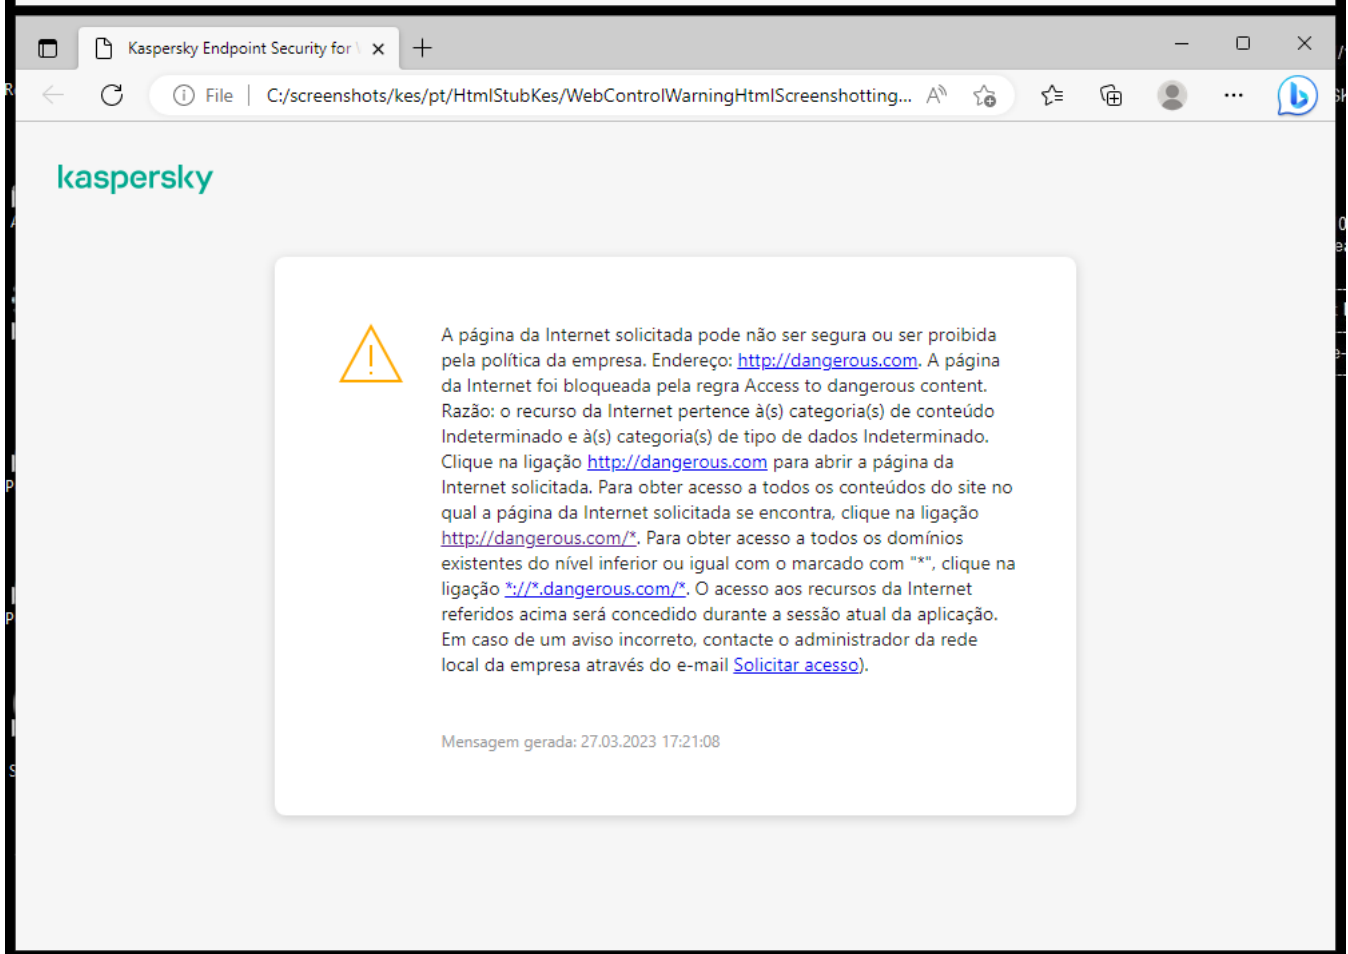 Kaspersky Endpoint Security for
File
C:/screenshots/kes/pt/HtmlStubKes/WebControlWarningHtmlScreenshotting...
kaspersky
A página da Internet solicitada pode não ser segura ou ser proibida
pela política da empresa. Endereço: http://dangerous.com. A página
da Internet foi bloqueada pela regra Access to dangerous content.
Razão: o recurso da Internet pertence à(s) categoria(s) de conteúdo
Indeterminado e à(s) categoria(s) de tipo de dados Indeterminado.
Clique na ligação http://dangerous.com para abrir a página da
Internet solicitada. Para obter acesso a todos os conteúdos do site no
qual a página da Internet solicitada se encontra, clique na ligação
http://dangerous.com/*. Para obter acesso a todos os domínios
existentes do nível inferior ou igual com o marcado com "*", clique na
ligação *://*.dangerous.com/*. O acesso aos recursos da Internet
referidos acima será concedido durante a sessão atual da aplicação.
Em caso de um aviso incorreto, contacte o administrador da rede
local da empresa através do e-mail Solicitar acesso).
Mensagem gerada: 27.03.2023 17:21:08